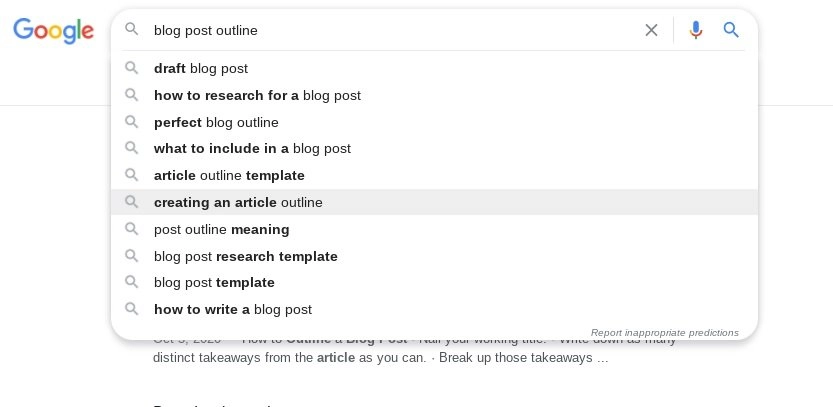 Google
blog post outline
draft blog post
how to research for a blog post
perfect blog outline
what to include in a blog post
article outline template
creating an article outline
post outline meaning
blog post research template
blog post template
how to write a blog post
Report inappropriate predictions
Oct 5, 2020 — How to Outline a Blog Post · Nail your working title. · Write down as many
distinct takeaways from the article as you can. · Break up those takeaways ...